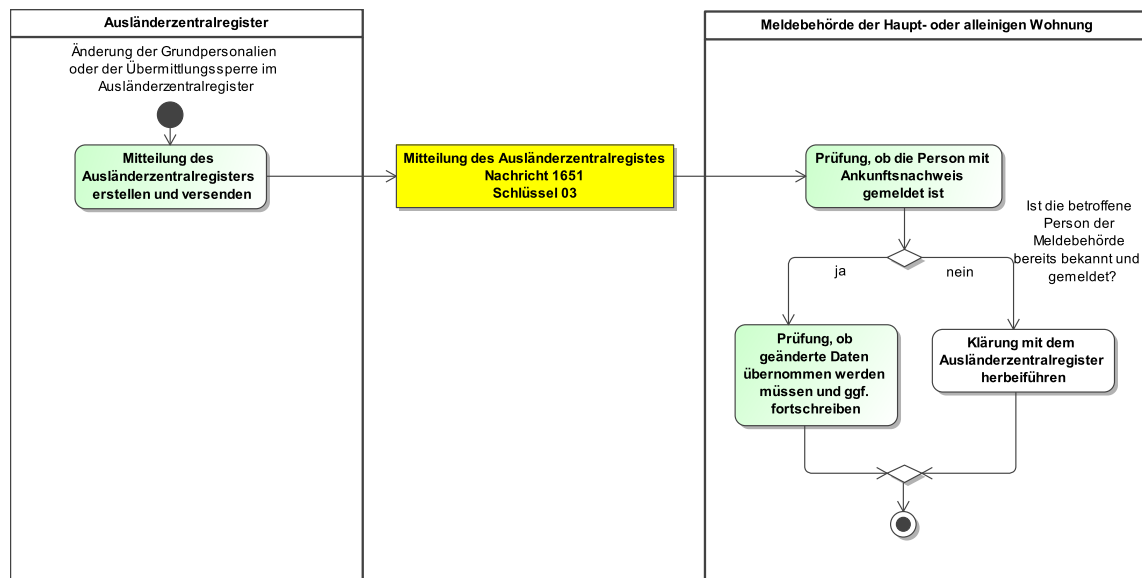 Ausländerzentralregister
Änderung der Grundpersonalien
oder der Übermittlungssperre im
Ausländerzentralregister
Mitteilung des
Ausländerzentralregisters
erstellen und versenden
Mitteilung des Ausländerzentralregistes
Nachricht 1651
Schlüssel 03
Meldebehörde der Haupt- oder alleinigen Wohnung
Prüfung, ob die Person mit
Ankunftsnachweis
gemeldet ist
Ist die betroffene
Person der
Meldebehörde
bereits bekannt und
gemeldet?
ja
nein
Prüfung, ob
geänderte Daten
übernommen werden
müssen und ggf.
fortschreiben
Klärung mit dem
Ausländerzentralregister
herbeiführen